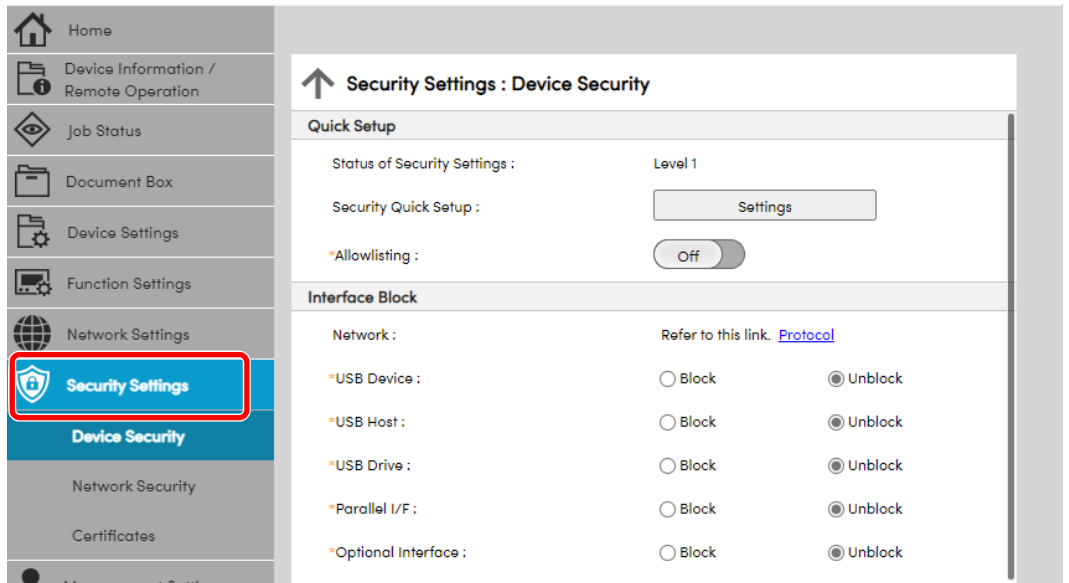 Home
Device Information /
Remote Operation
Job Status
Document Box
Device Settings
Function Settings
Network Settings
Security Settings
Device Security
Network Security
Certificates
Security Settings : Device Security
Quick Setup
Status of Security Settings : Level 1
Security Quick Setup : Settings
*Allowlisting : Off
Interface Block
Network : Refer to this link. Protocol
*USB Device : Block Unblock
*USB Host : Block Unblock
*USB Drive : Block Unblock
*Parallel I/F : Block Unblock
*Optional Interface : Block Unblock